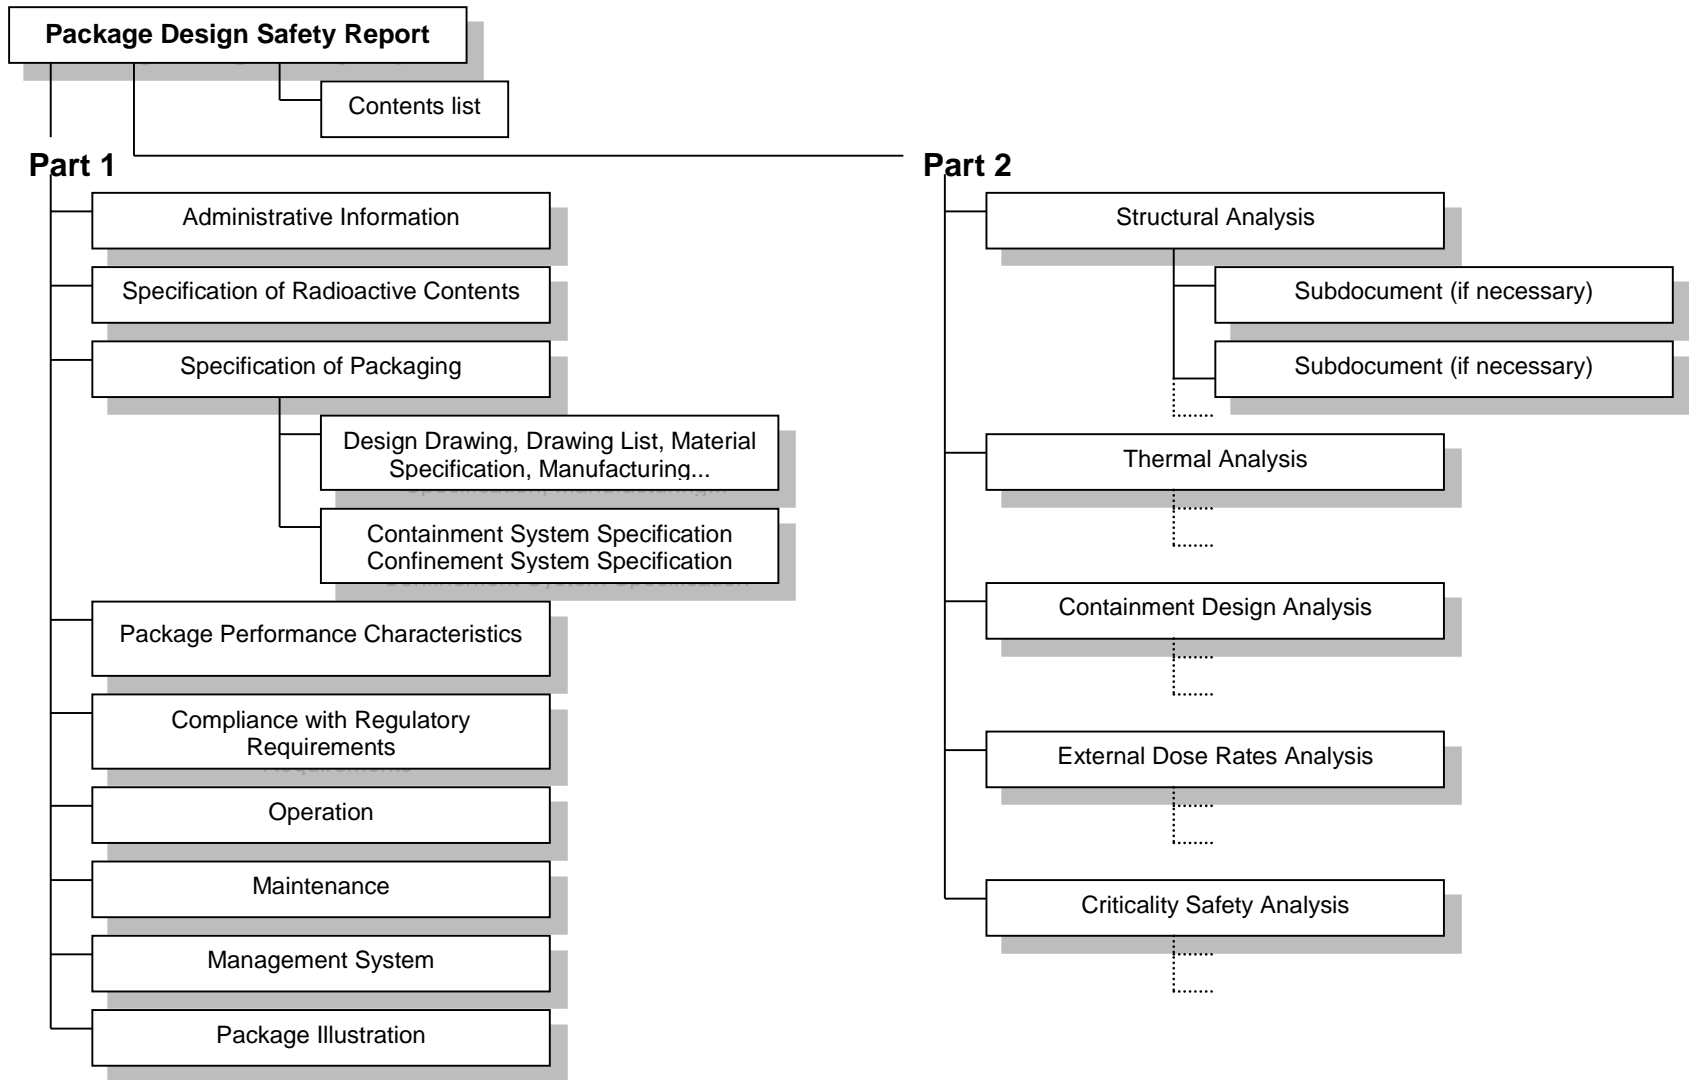 Package Design Safety Report
Contents list
Part 1
Administrative Information
Specification of Radioactive Contents
Specification of Packaging
Design Drawing, Drawing List, Material
Specification, Manufacturing...
Containment System Specification
Confinement System Specification
Package Performance Characteristics
Compliance with Regulatory
Requirements
Operation
Maintenance
Management System
Package Illustration
Part 2
Structural Analysis
Subdocument (if necessary)
Subdocument (if necessary)
Thermal Analysis
Containment Design Analysis
External Dose Rates Analysis
Criticality Safety Analysis